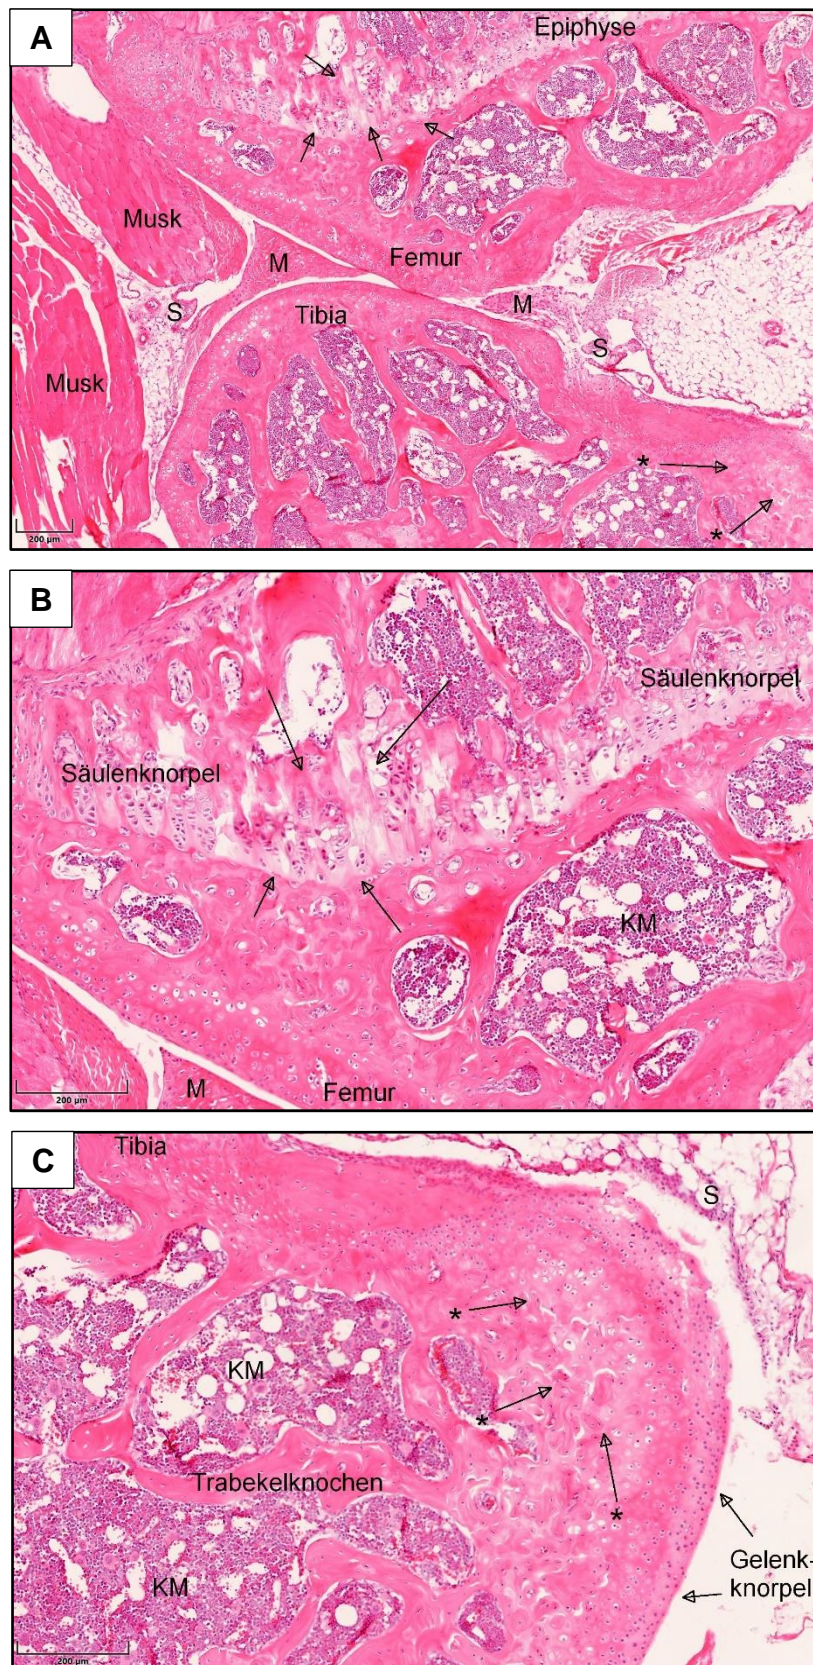 A
Epiphyse
Musk
M
Femur
S
Tibia
M
S
Musk
*
*
200 µm
B
Säulenknorpel
Säulenknorpel
KM
M
Femur
200 µm
C
Tibia
S
*
KM
*
Trabekelknochen
*
KM
Gelenk-
knorpel
200 µm